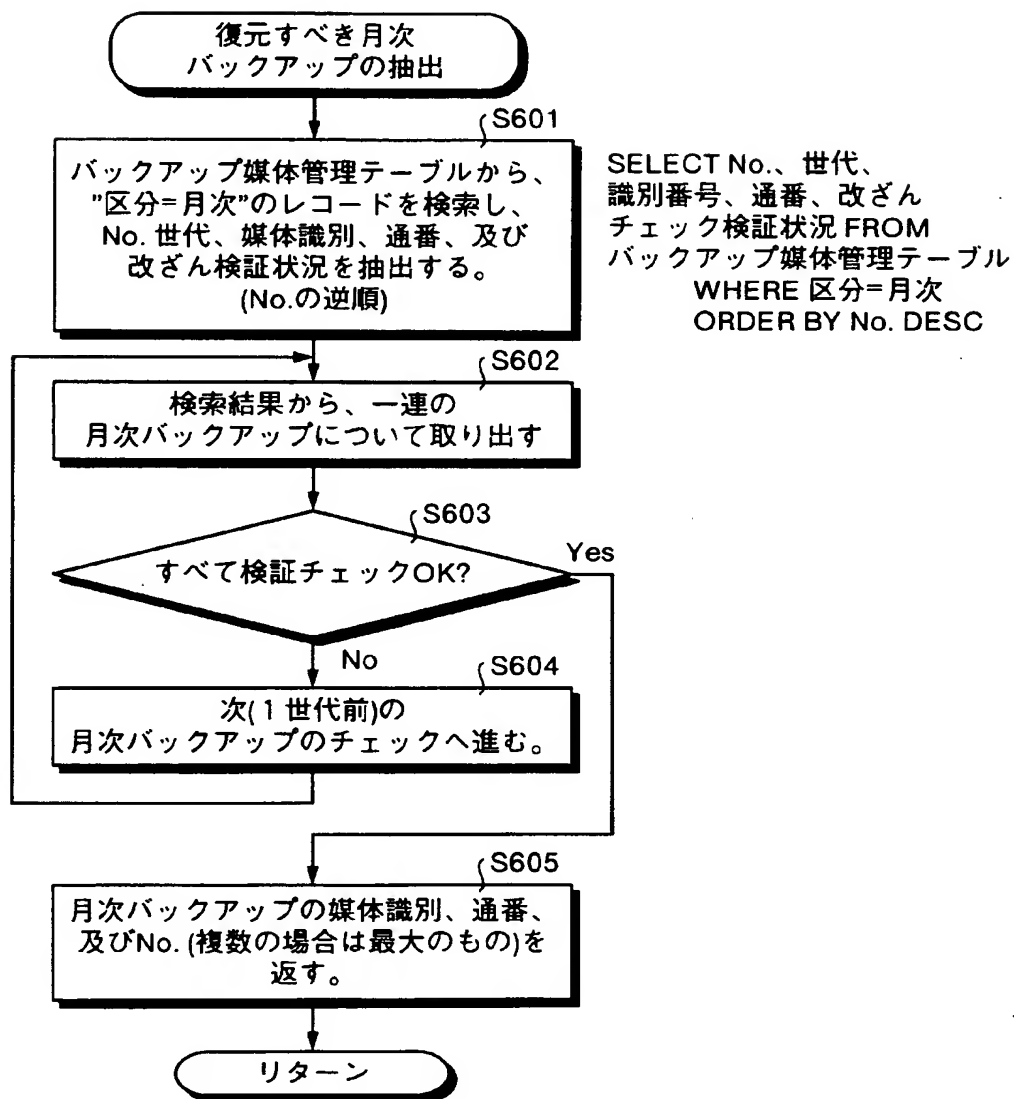 復元すべき月次
バックアップの抽出
S601
バックアップ媒体管理テーブルから、
”区分=月次”のレコードを検索し、
No. 世代、媒体識別、通番、及び
改ざん検証状況を抽出する。
(No.の逆順)
SELECT No.、世代、
識別番号、通番、改ざん
チェック検証状況 FROM
バックアップ媒体管理テーブル
WHERE 区分=月次
ORDER BY No. DESC
S602
検索結果から、一連の
月次バックアップについて取り出す
S603
すべて検証チェックOK?
Yes
No
S604
次(1世代前)の
月次バックアップのチェックへ進む。
S605
月次バックアップの媒体識別、通番、
及びNo. (複数の場合は最大のもの)を
返す。
リターン